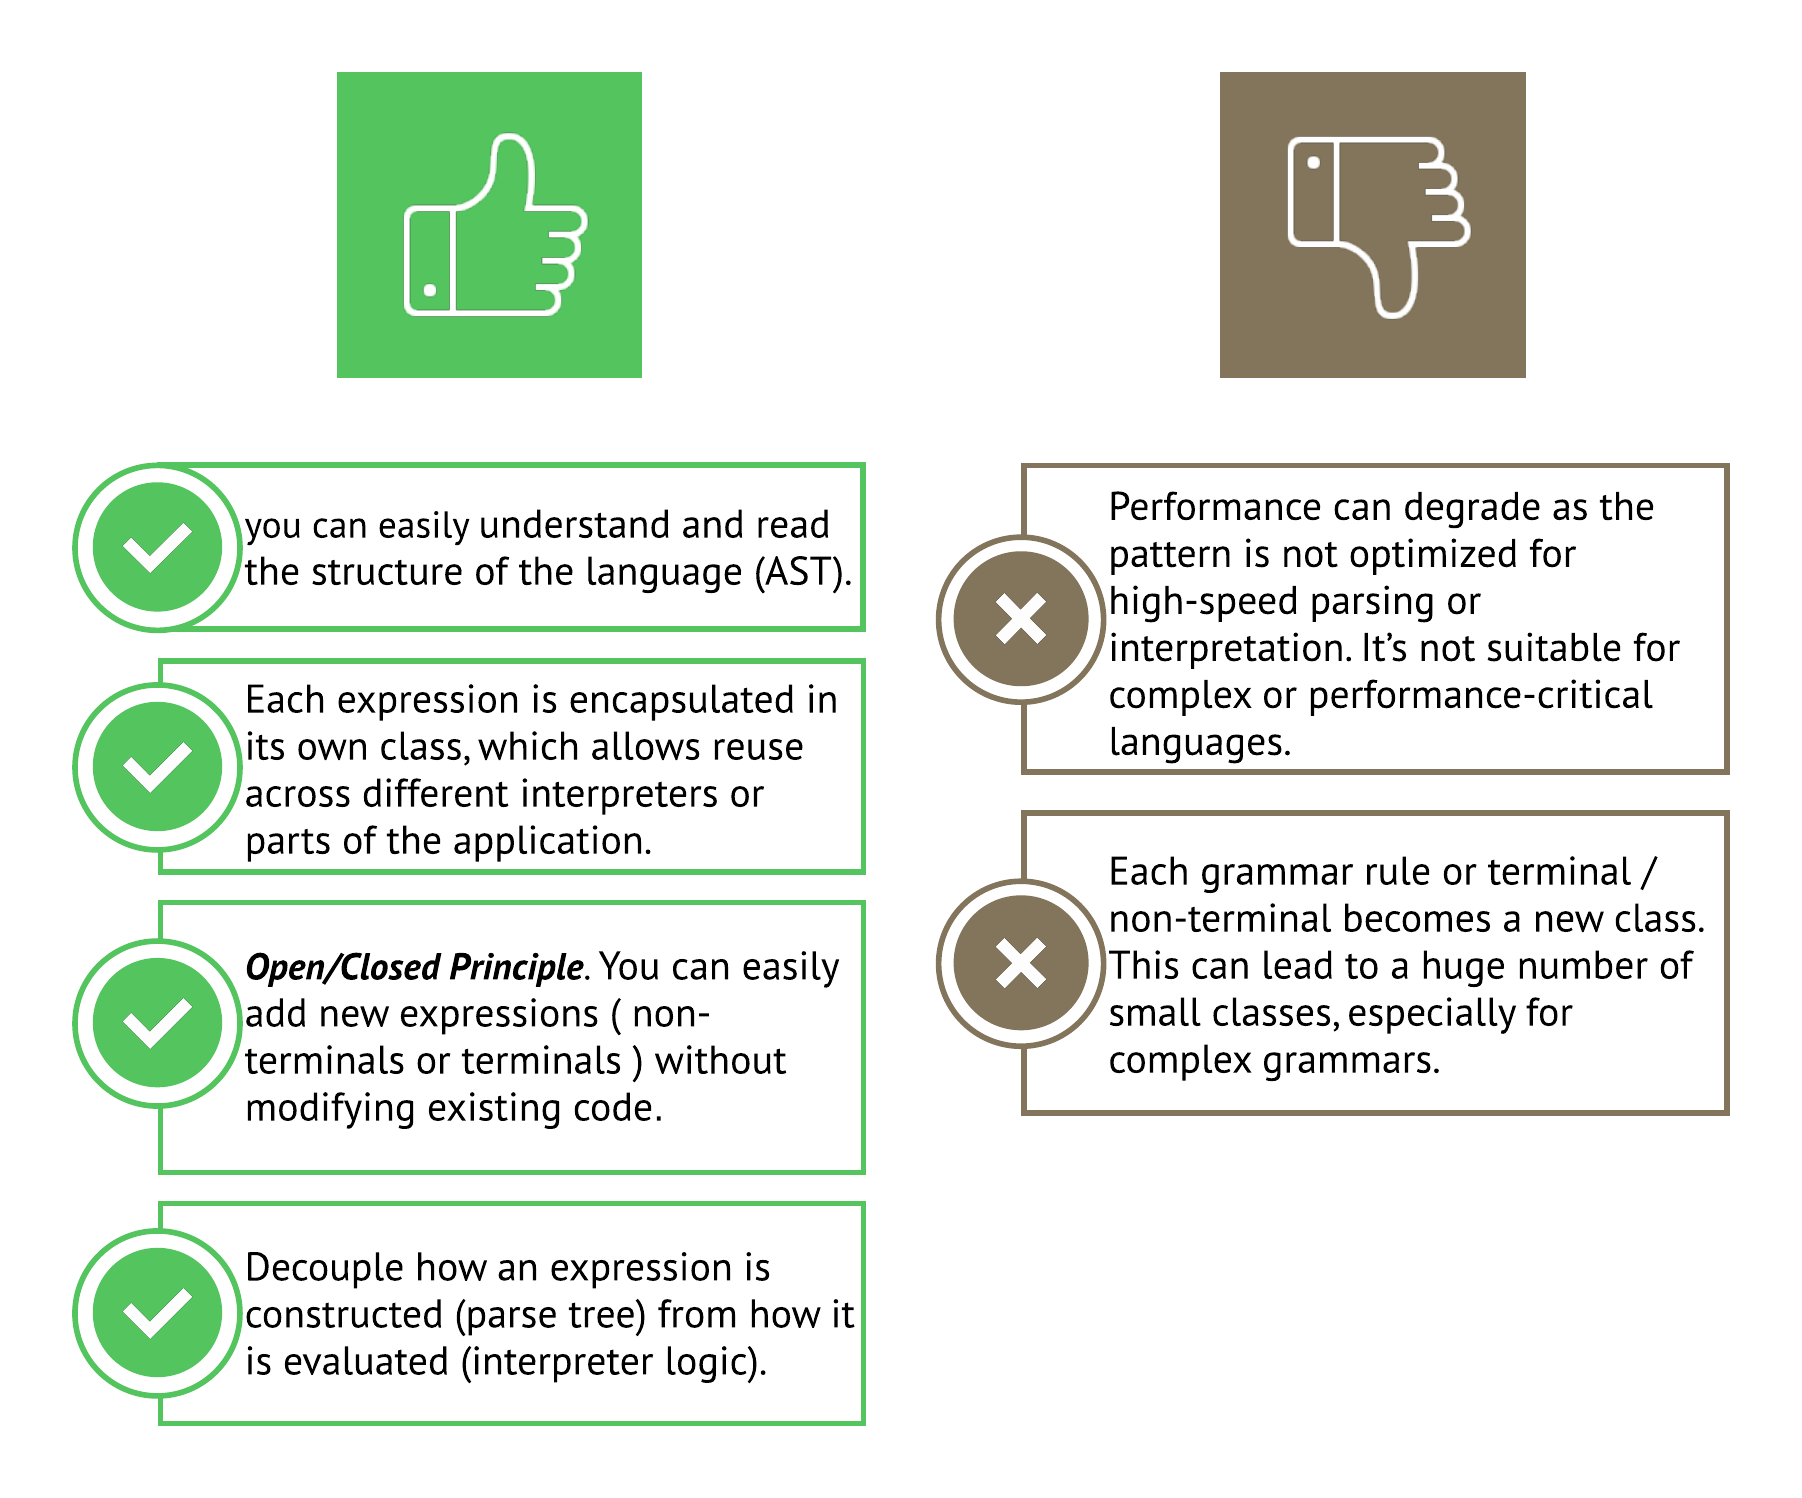 you can easily understand and read
the structure of the language (AST).
Each expression is encapsulated in
its own class, which allows reuse
across different interpreters or
parts of the application.
Open/Closed Principle. You can easily
add new expressions ( non-
terminals or terminals ) without
modifying existing code.
Decouple how an expression is
constructed (parse tree) from how it
is evaluated (interpreter logic).
Performance can degrade as the
pattern is not optimized for
high-speed parsing or
interpretation. It’s not suitable for
complex or performance-critical
languages.
Each grammar rule or terminal /
non-terminal becomes a new class.
This can lead to a huge number of
small classes, especially for
complex grammars.